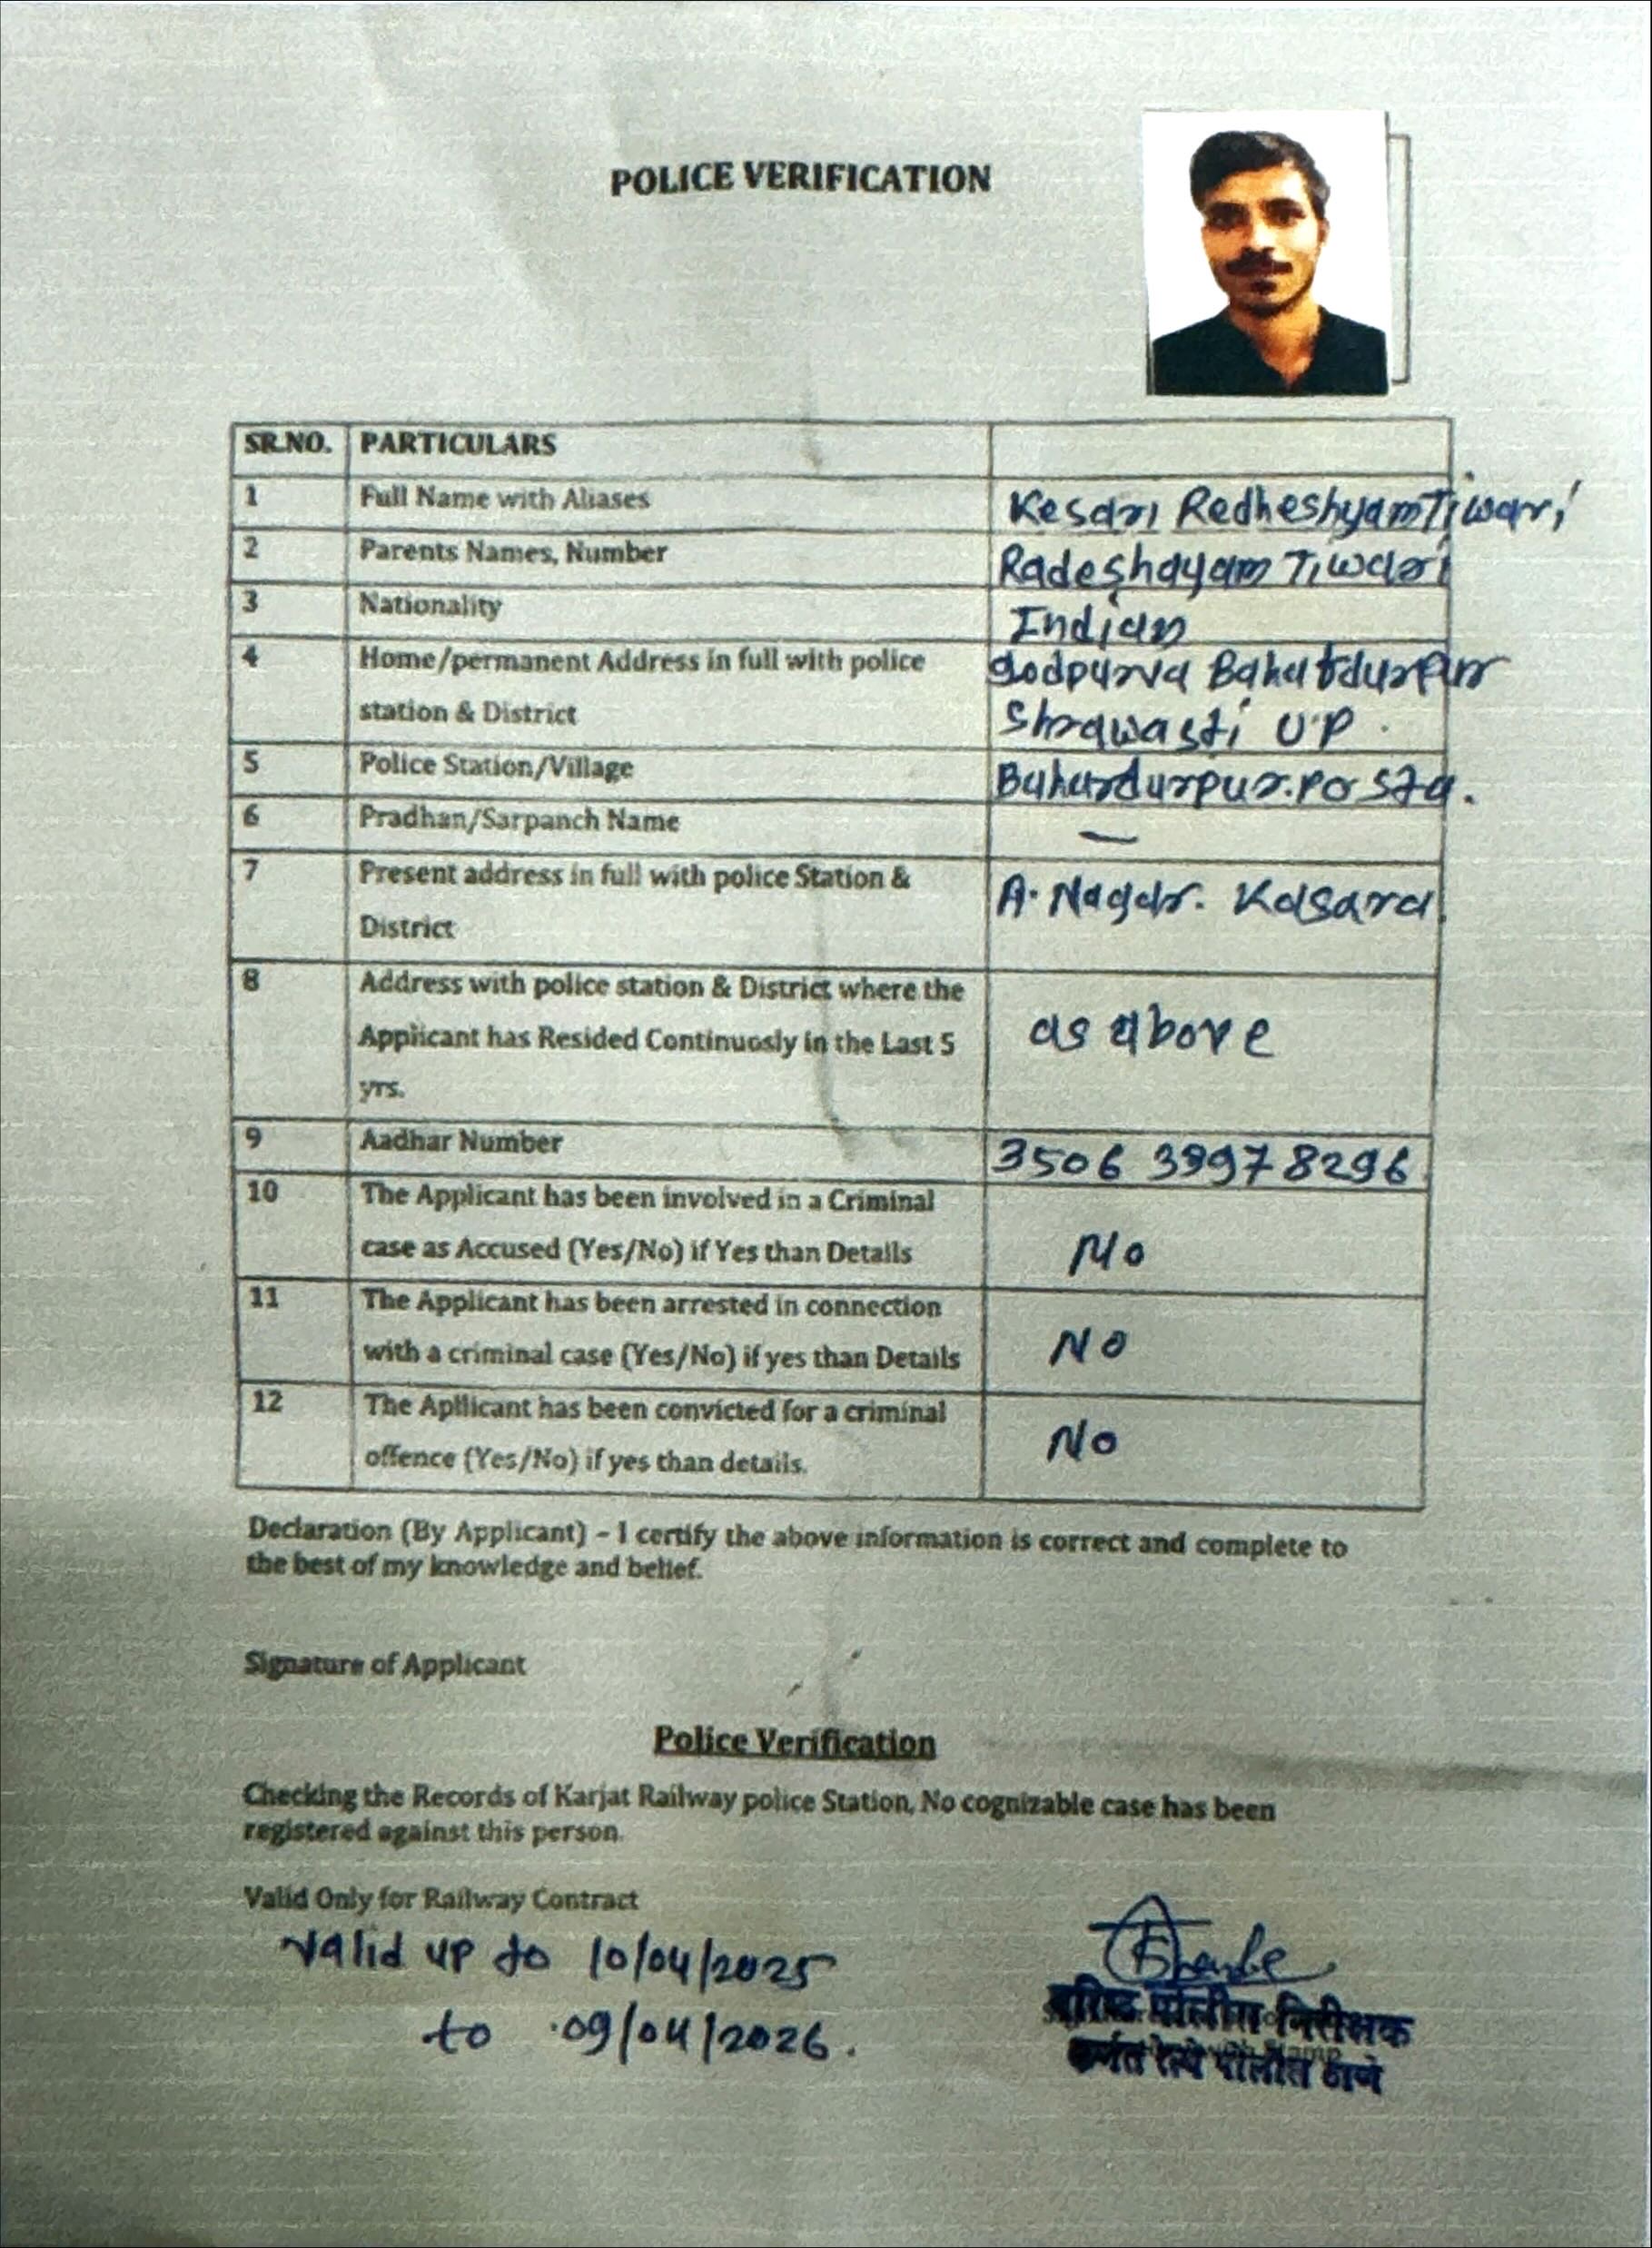 POLICE VERIFICATION
SR.NO. PARTICULARS
1 Full Name with Aliases Kesari Redheshyam Tiwari
2 Parents Names, Number Radeshayam Tiwari
3 Nationality Indian
4 Home/permanent Address in full with police
station & District
Shrawasti U.P.
5 Police Station/Village Bahardurpur. Po Sta.
6 Pradhan/Sarpanch Name —
7 Present address in full with police Station &
District
A. Nagar. Kasara
8 Address with police station & District where the
Applicant has Resided Continuosly in the Last 5
yrs.
as above
9 Aadhar Number 3506 3997 8296
10 The Applicant has been involved in a Criminal
case as Accused (Yes/No) if Yes than Details
No
11 The Applicant has been arrested in connection
with a criminal case (Yes/No) if yes than Details
No
12 The Apllicant has been convicted for a criminal
offence (Yes/No) if yes than details.
No
Declaration (By Applicant) – I certify the above information is correct and complete to
the best of my knowledge and belief.
Signature of Applicant
Police Verification
Checking the Records of Karjat Railway police Station, No cognizable case has been
registered against this person.
Valid Only for Railway Contract
Valid up to 10/04/2025
to 09/04/2026.
वरिष्ठ पोलीस निरीक्षक
कर्जत रेल्वे पोलीस ठाणे